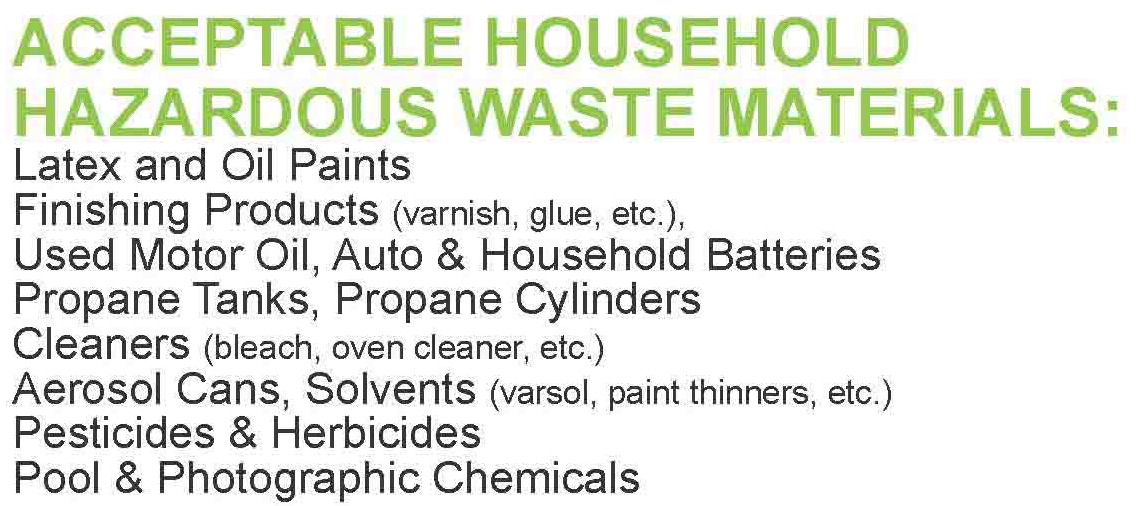 ACCEPTABLE HOUSEHOLD
HAZARDOUS WASTE MATERIALS:
Latex and Oil Paints
Finishing Products (varnish, glue, etc.),
Used Motor Oil, Auto & Household Batteries
Propane Tanks, Propane Cylinders
Cleaners (bleach, oven cleaner, etc.)
Aerosol Cans, Solvents (varsol, paint thinners, etc.)
Pesticides & Herbicides
Pool & Photographic Chemicals